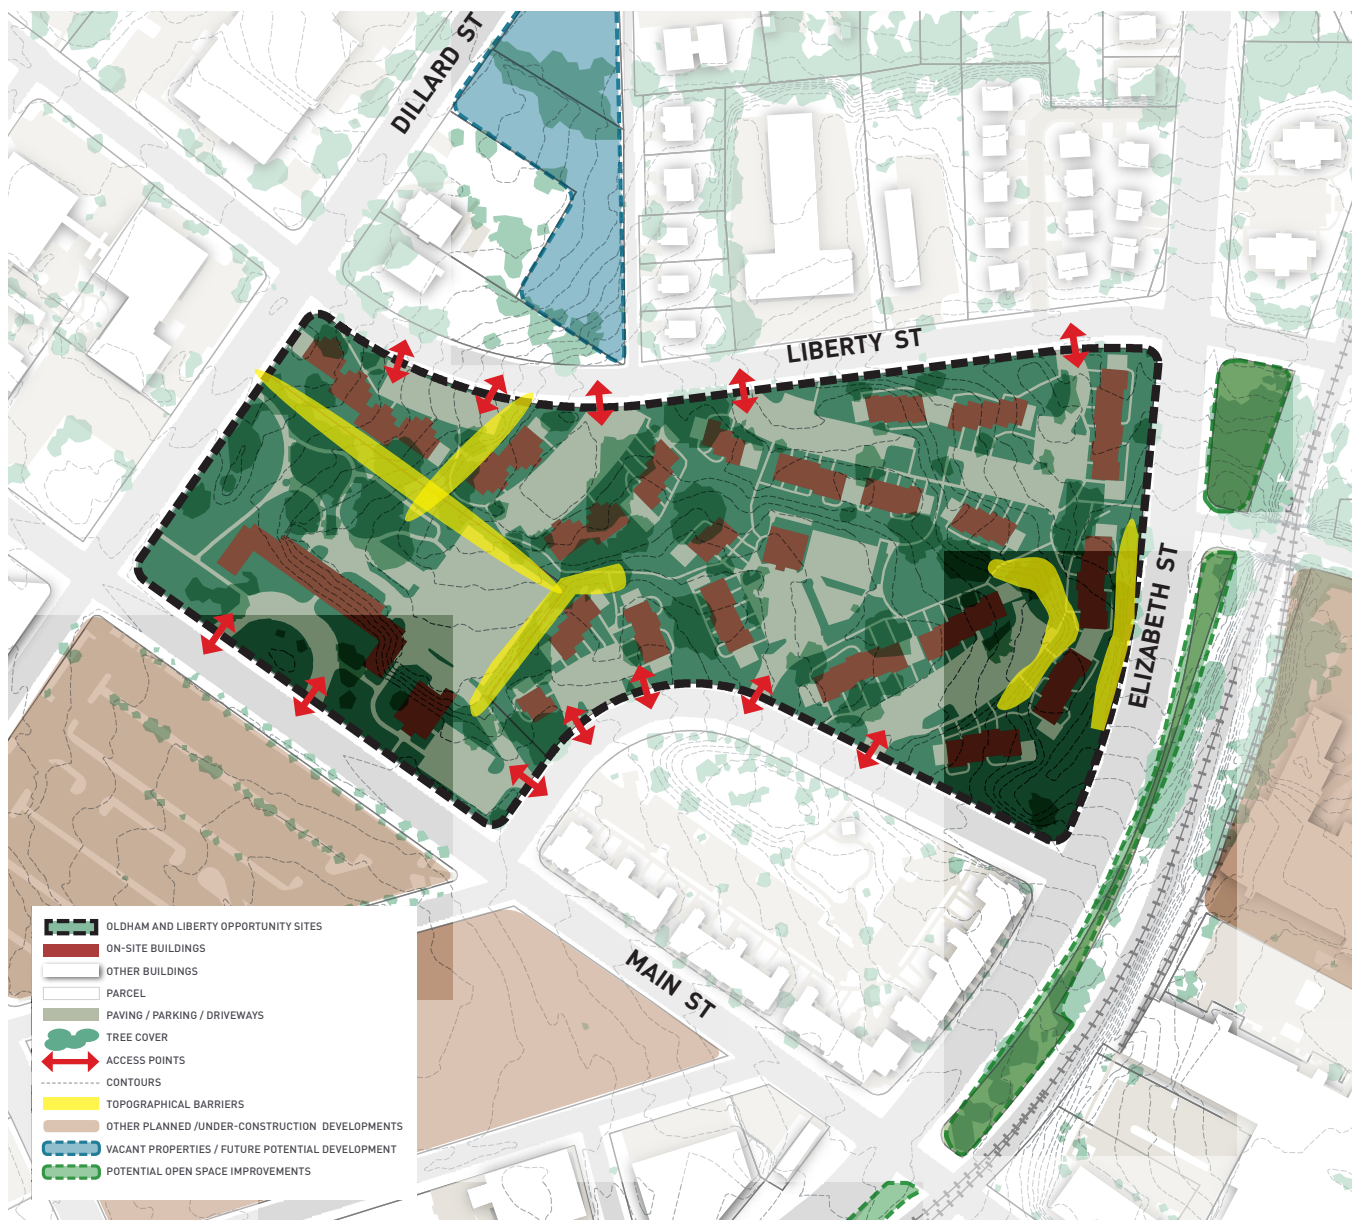 DILLARD ST
LIBERTY ST
ELIZABETH ST
MAIN ST
OLDHAM AND LIBERTY OPPORTUNITY SITES
ON-SITE BUILDINGS
OTHER BUILDINGS
PARCEL
PAVING / PARKING / DRIVEWAYS
TREE COVER
ACCESS POINTS
CONTOURS
TOPOGRAPHICAL BARRIERS
OTHER PLANNED /UNDER-CONSTRUCTION DEVELOPMENTS
VACANT PROPERTIES / FUTURE POTENTIAL DEVELOPMENT
POTENTIAL OPEN SPACE IMPROVEMENTS